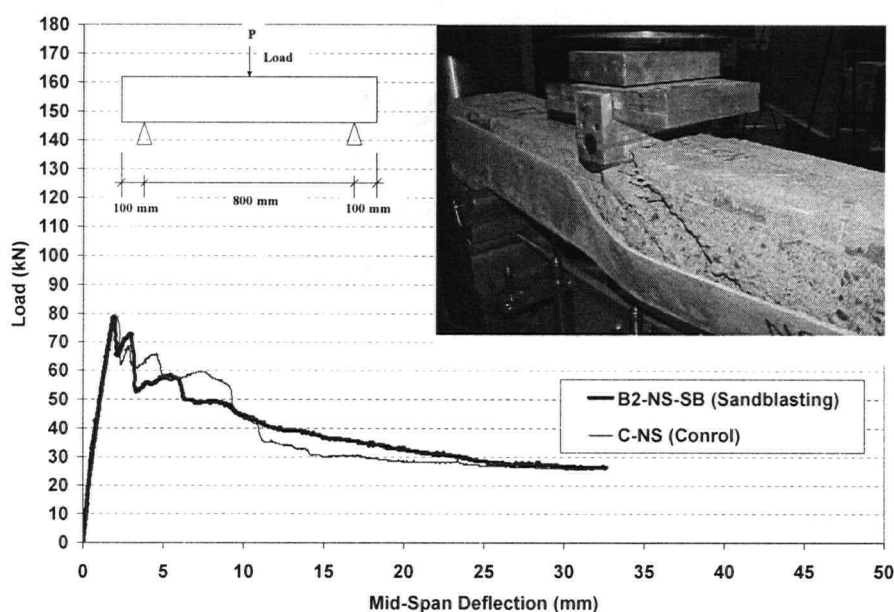 180
170
160
150
140
130
120
110
100
90
80
70
60
50
40
30
20
10
0
Load (kN)
P
Load
100 mm
800 mm
100 mm
B2-NS-SB (Sandblasting)
C-NS (Conrol)
0 5 10 15 20 25 30 35 40 45 50
Mid-Span Deflection (mm)